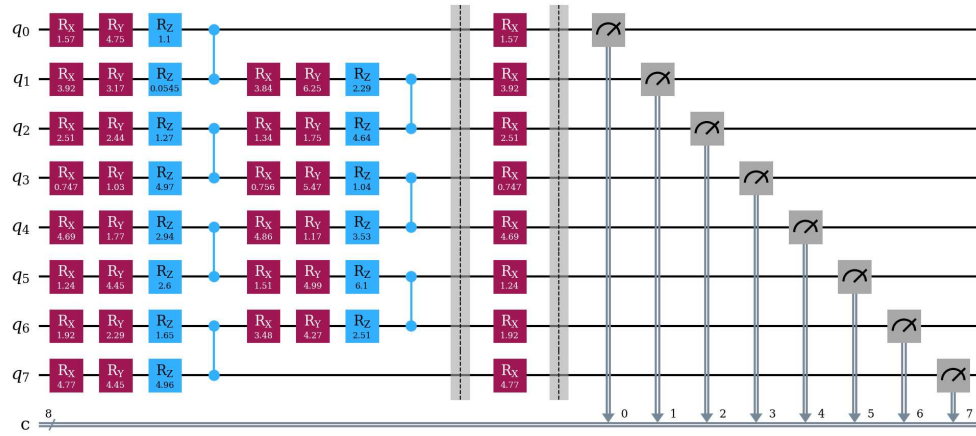 q0 RX 1.57 RY 4.75 RZ 1.1 RX 1.57
q1 RX 3.92 RY 3.17 RZ 0.0545 RX 3.84 RY 6.25 RZ 2.29 RX 3.92
q2 RX 2.51 RY 2.44 RZ 1.27 RX 1.34 RY 1.75 RZ 4.64 RX 2.51
q3 RX 0.747 RY 1.03 RZ 4.97 RX 0.756 RY 5.47 RZ 1.04 RX 0.747
q4 RX 4.69 RY 1.77 RZ 2.94 RX 4.86 RY 1.17 RZ 3.53 RX 4.69
q5 RX 1.24 RY 4.45 RZ 2.6 RX 1.51 RY 4.99 RZ 6.1 RX 1.24
q6 RX 1.92 RY 2.29 RZ 1.65 RX 3.48 RY 4.27 RZ 2.51 RX 1.92
q7 RX 4.77 RY 4.45 RZ 4.96 RX 4.77
c 8 0 1 2 3 4 5 6 7